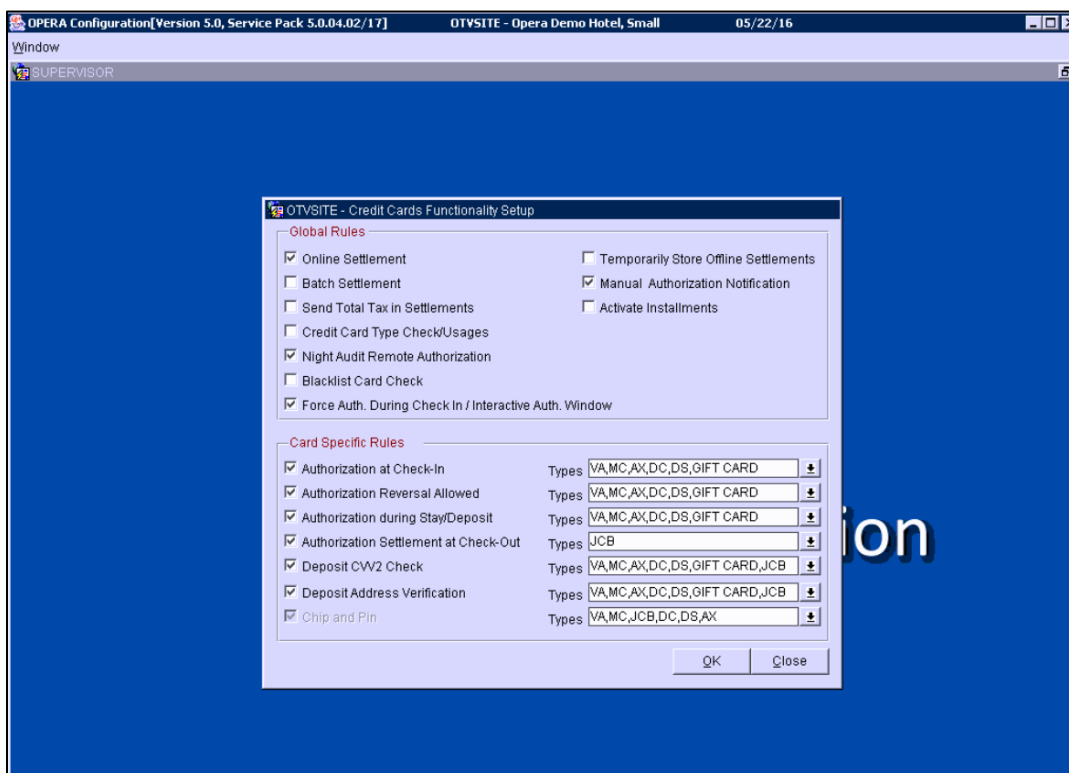 OPERA Configuration[Version 5.0, Service Pack 5.0.04.02/17] OTVSITE - Opera Demo Hotel, Small 05/22/16
Window
SUPERVISOR
OTVSITE - Credit Cards Functionality Setup
Global Rules
Online Settlement Temporarily Store Offline Settlements
Batch Settlement Manual Authorization Notification
Send Total Tax in Settlements Activate Installments
Credit Card Type Check/Usages
Night Audit Remote Authorization
Blacklist Card Check
Force Auth. During Check In / Interactive Auth. Window
Card Specific Rules
Authorization at Check-In Types VA,MC,AX,DC,DS,GIFT CARD
Authorization Reversal Allowed Types VA,MC,AX,DC,DS,GIFT CARD
Authorization during Stay/Deposit Types VA,MC,AX,DC,DS,GIFT CARD
Authorization Settlement at Check-Out Types JCB
ion
Deposit CVV2 Check Types VA,MC,AX,DC,DS,GIFT CARD,JCB
Deposit Address Verification Types VA,MC,AX,DC,DS,GIFT CARD,JCB
Chip and Pin Types VA,MC,JCB,DC,DS,AX
OK Close